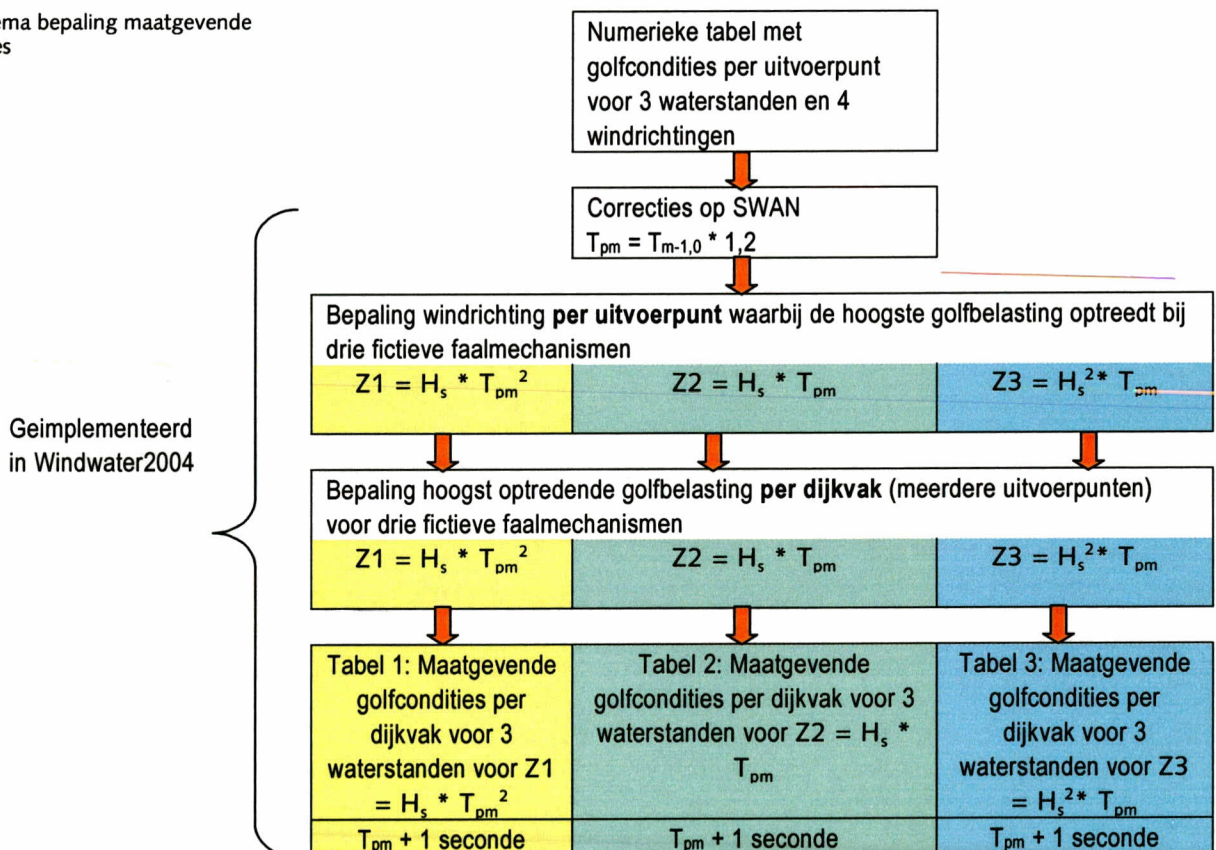 ema bepaling maatgevende
es
Numerieke tabel met
golfcondities per uitvoerpunt
voor 3 waterstanden en 4
windrichtingen
Correcties op SWAN
Tpm = Tm-1,0 * 1,2
Bepaling windrichting per uitvoerpunt waarbij de hoogste golfbelasting optreedt bij
drie fictieve faalmechanismen
Z1 = Hs * Tpm²
Z2 = Hs * Tpm
Z3 = Hs²* Tpm
Geimplementeerd
in Windwater2004
Bepaling hoogst optredende golfbelasting per dijkvak (meerdere uitvoerpunten)
voor drie fictieve faalmechanismen
Z1 = Hs * Tpm²
Z2 = Hs * Tpm
Z3 = Hs²* Tpm
Tabel 1: Maatgevende
golfcondities per
dijkvak voor 3
waterstanden voor Z1
= Hs * Tpm²
Tpm + 1 seconde
Tabel 2: Maatgevende
golfcondities per dijkvak voor 3
waterstanden voor Z2 = Hs *
Tpm
Tpm + 1 seconde
Tabel 3: Maatgevende
golfcondities per
dijkvak voor 3
waterstanden voor Z3
= Hs²* Tpm
Tpm + 1 seconde